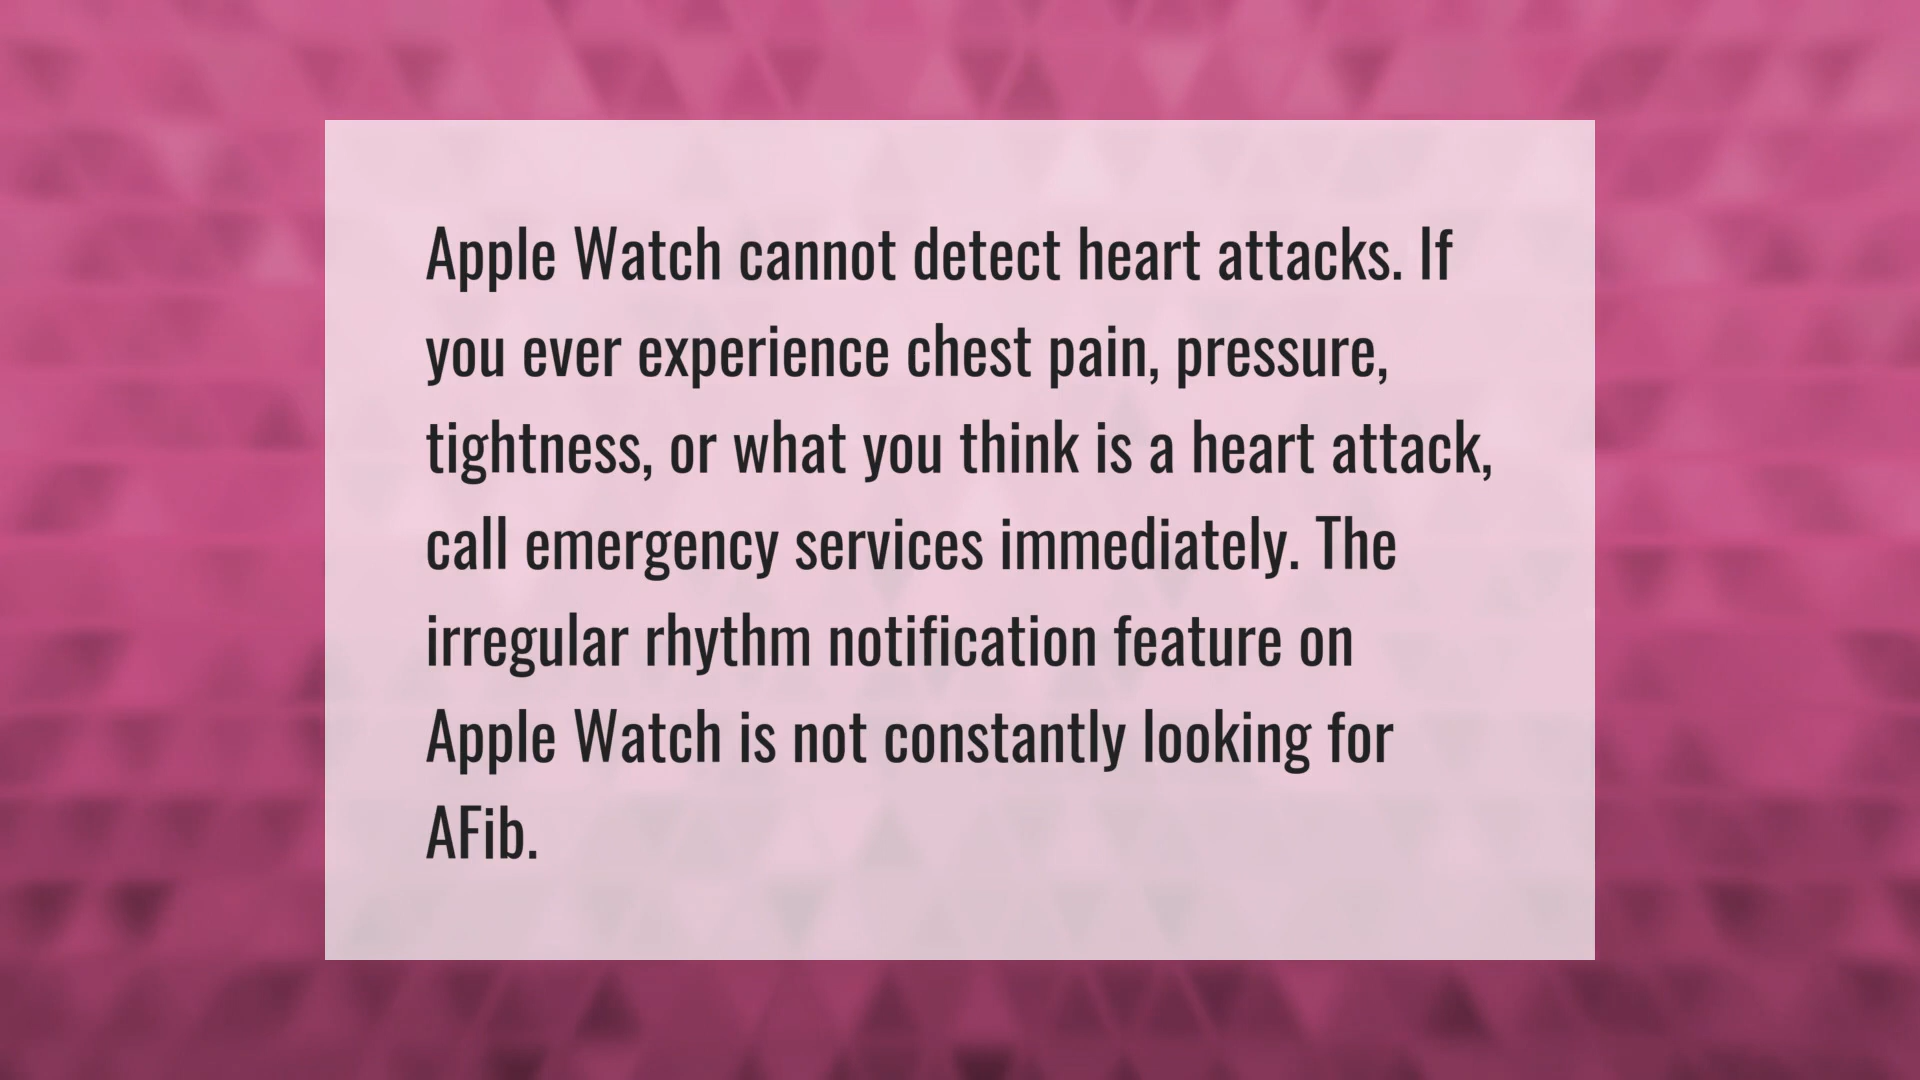 Apple Watch cannot detect heart attacks. If
you ever experience chest pain, pressure,
tightness, or what you think is a heart attack,
call emergency services immediately. The
irregular rhythm notification feature on
Apple Watch is not constantly looking for
AFib.